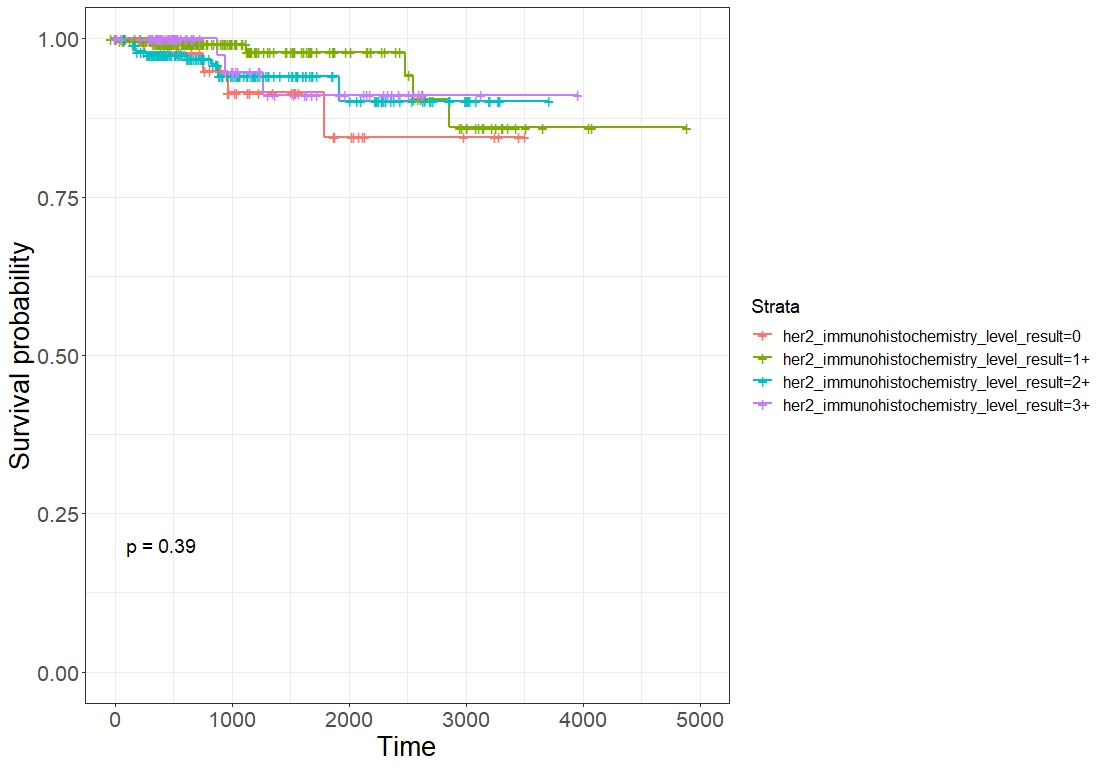 1.00
0.75
0.50
0.25
0.00
Survival probability
p = 0.39
0 1000 2000 3000 4000 5000
Time
Strata
her2_immunohistochemistry_level_result=0
her2_immunohistochemistry_level_result=1+
her2_immunohistochemistry_level_result=2+
her2_immunohistochemistry_level_result=3+